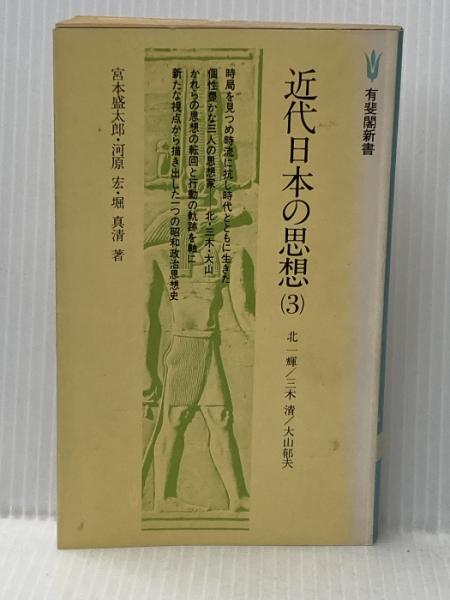 有斐閣新書
近代日本の思想(3)
北 一輝/三木 清/大山郁夫
時局を見つめ時流に抗し時代とともに生きた
個性豊かな三人の思想家——北・三木・大山
かれらの思想の転回と行動の軌跡を軸に
新たな視点から描き出した一つの昭和政治思想史
宮本盛太郎・河原 宏・堀 真清 著